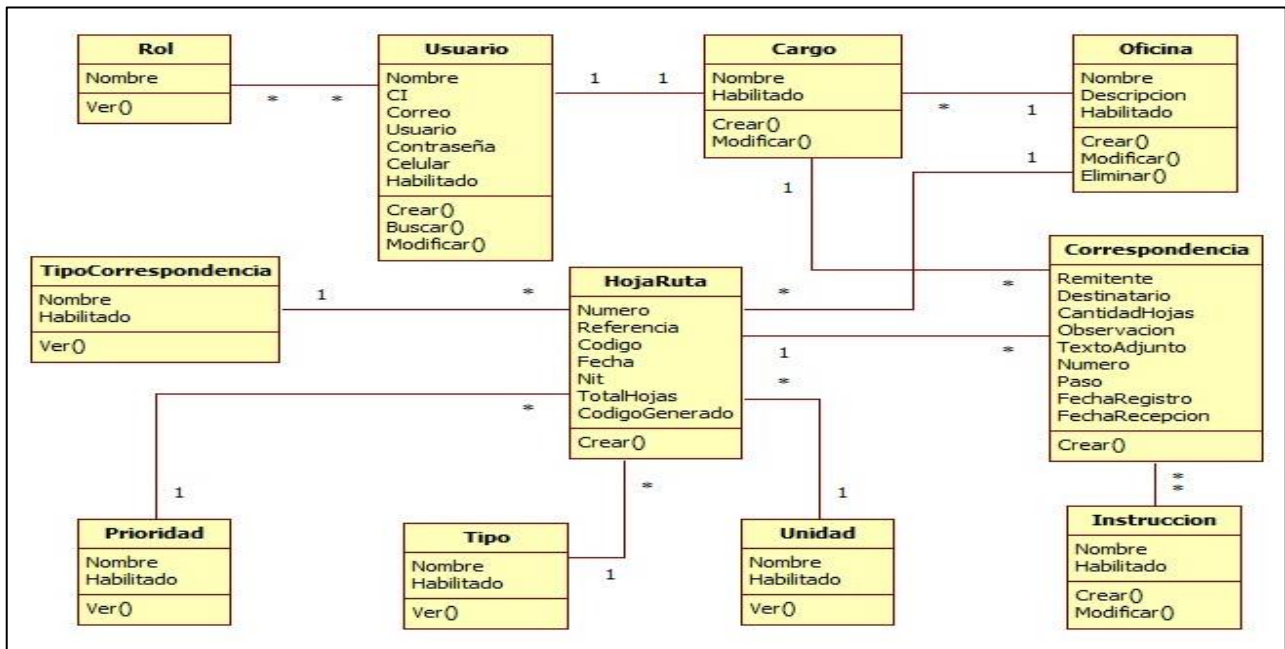 Rol
Nombre
Ver()
*
*
Usuario
Nombre
CI
Correo
Usuario
Contraseña
Celular
Habilitado
Crear()
Buscar()
Modificar()
1
1
Cargo
Nombre
Habilitado
Crear()
Modificar()
*
1
1
1
Oficina
Nombre
Descripcion
Habilitado
Crear()
Modificar()
Eliminar()
TipoCorrespondencia
Nombre
Habilitado
Ver()
1
*
HojaRuta
Numero
Referencia
Codigo
Fecha
Nit
TotalHojas
CodigoGenerado
Crear()
*
*
1
*
*
Correspondencia
Remitente
Destinatario
CantidadHojas
Observacion
TextoAdjunto
Numero
Paso
FechaRegistro
FechaRecepcion
Crear()
*
1
*
1
1
*
*
Prioridad
Nombre
Habilitado
Ver()
Tipo
Nombre
Habilitado
Ver()
Unidad
Nombre
Habilitado
Ver()
Instruccion
Nombre
Habilitado
Crear()
Modificar()